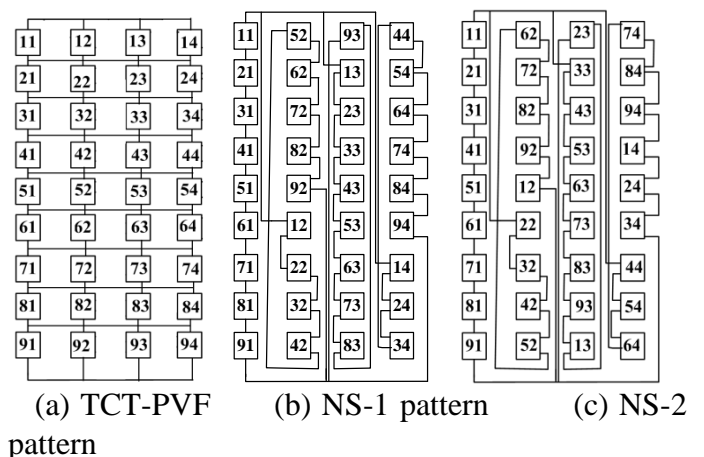 11 12 13 14 11 52 93 44 11 62 23 74
21 22 23 24 21 62 13 54 21 72 33 84
31 32 33 34 31 72 23 64 31 82 43 94
41 42 43 44 41 82 33 74 41 92 53 14
51 52 53 54 51 92 43 84 51 12 63 24
61 62 63 64 61 12 53 94 61 22 73 34
71 72 73 74 71 22 63 14 71 32 83 44
81 82 83 84 81 32 73 24 81 42 93 54
91 92 93 94 91 42 83 34 91 52 13 64
(a) TCT-PVF (b) NS-1 pattern (c) NS-2
pattern